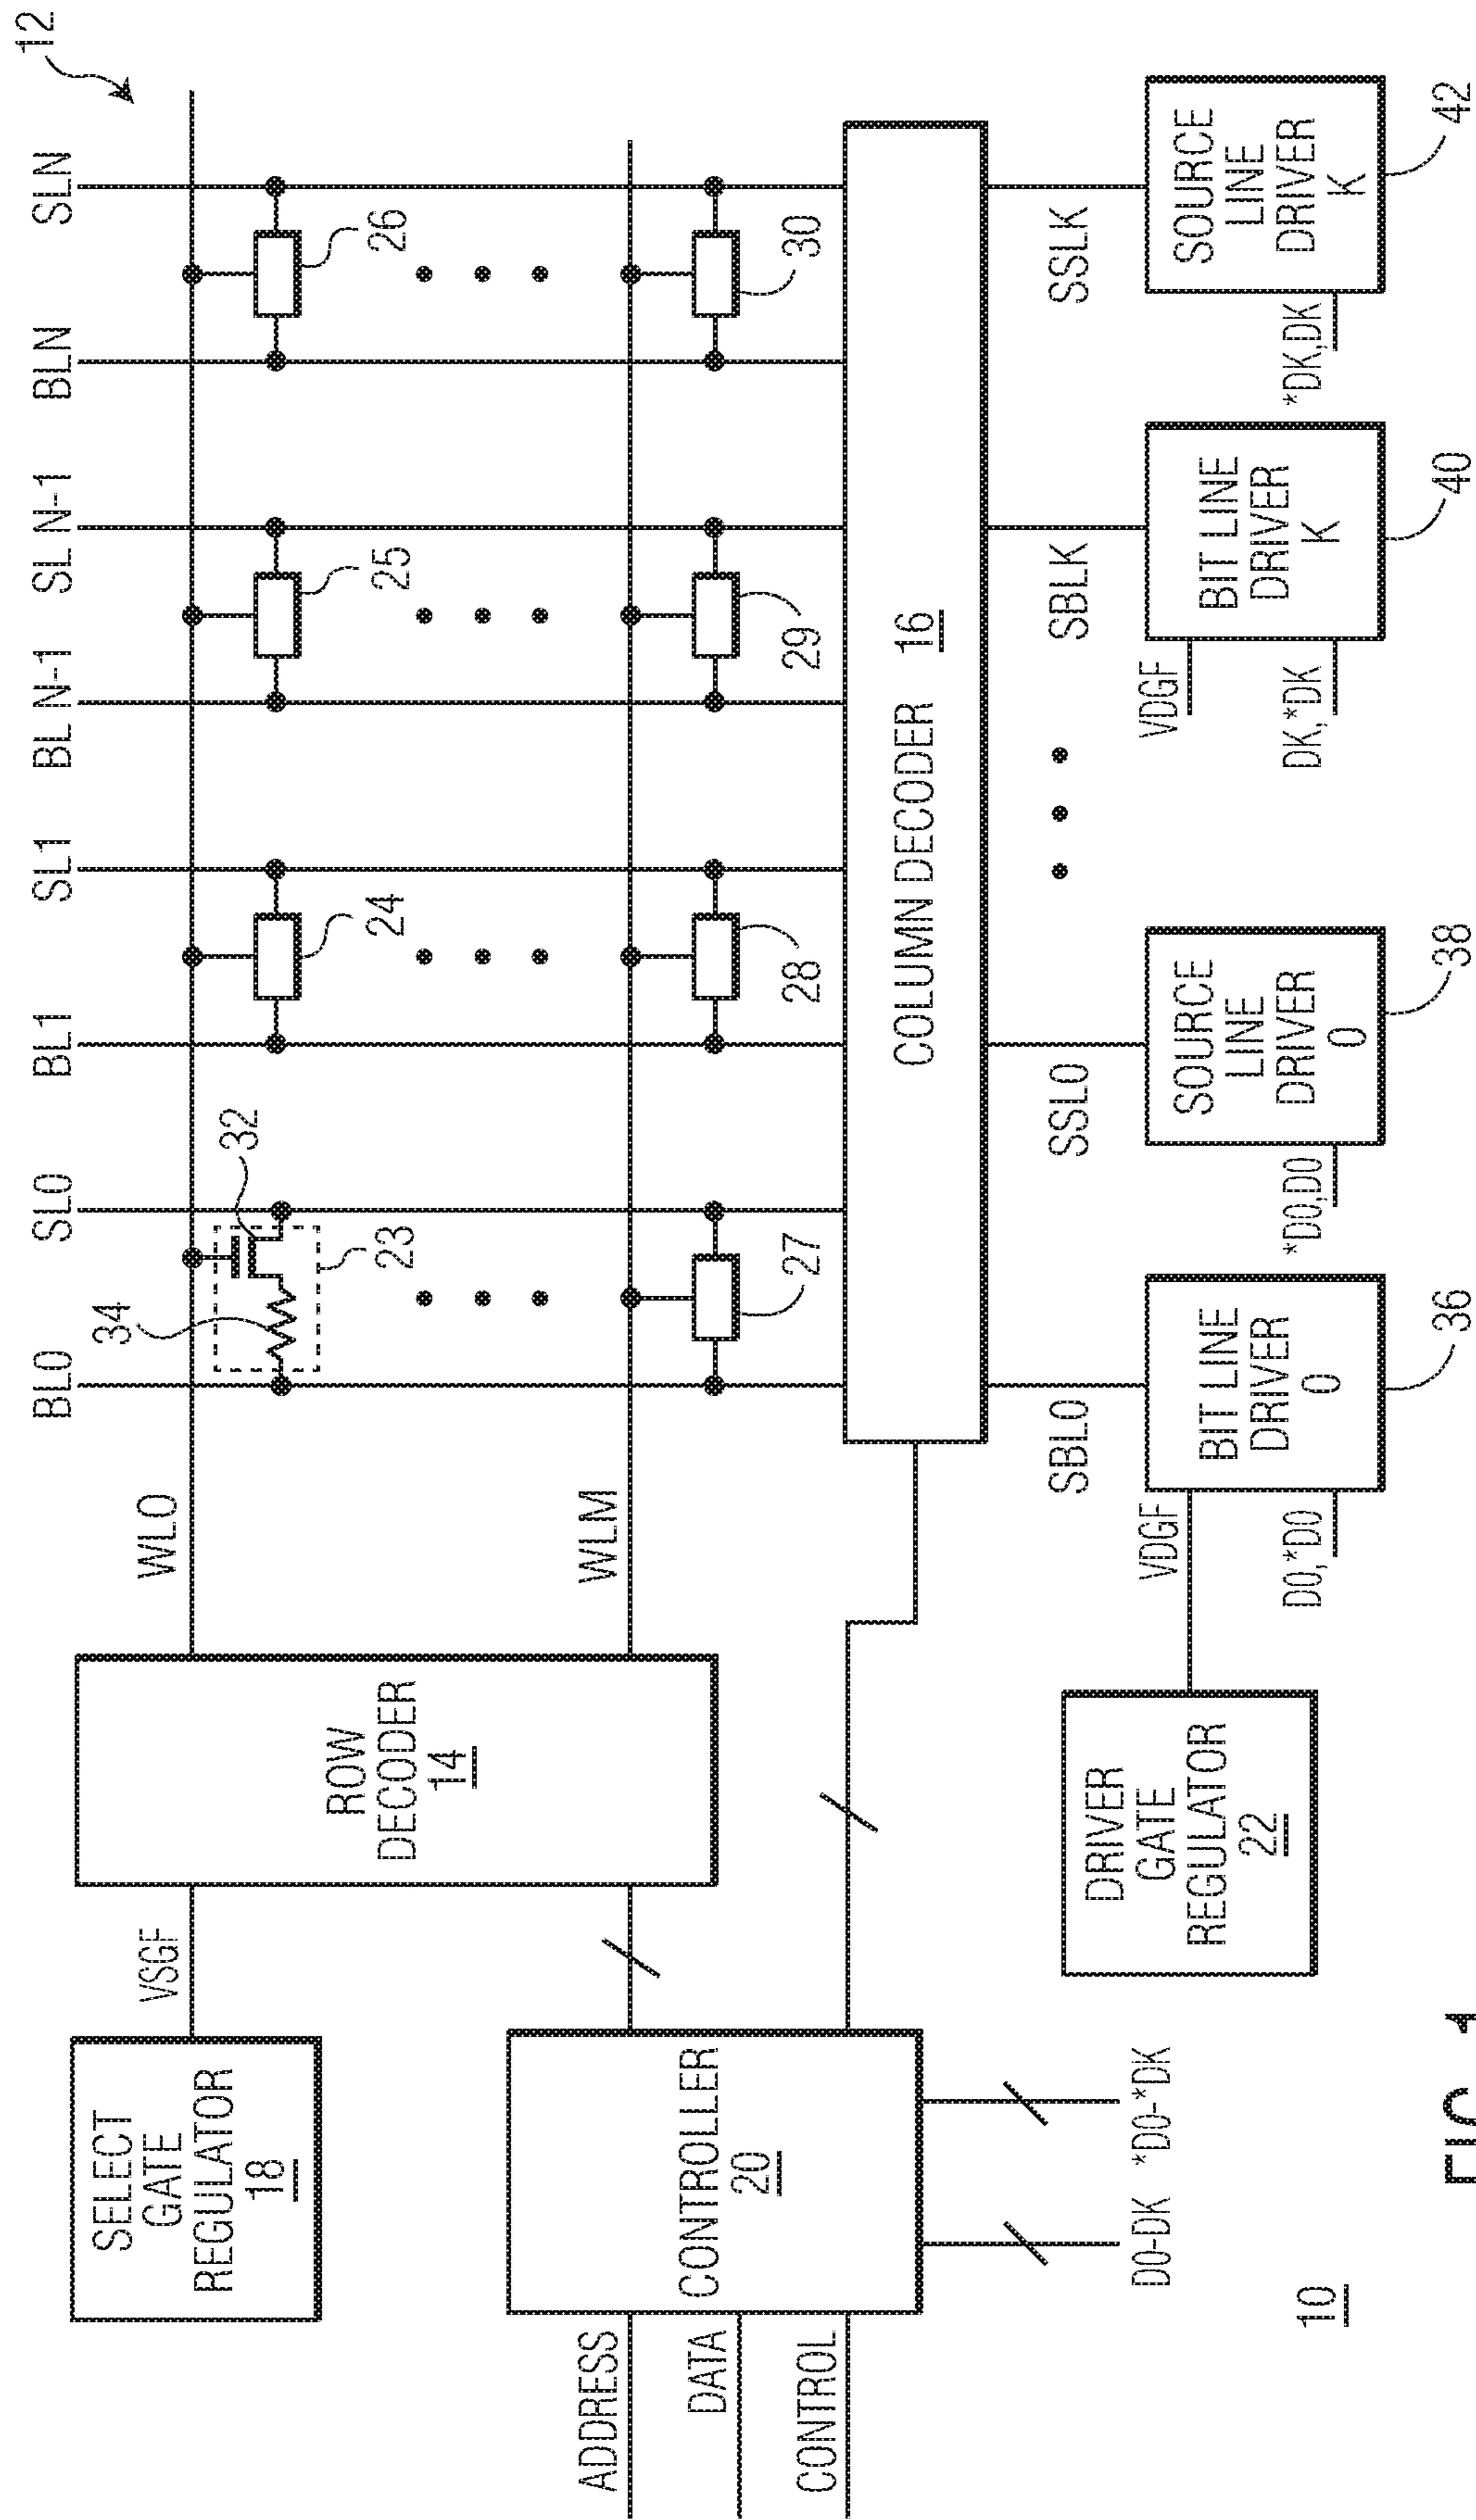 12
BL0
SL0
BL1
SL1
BL N-1
SL N-1
BLN
SLN
SELECT
GATE
REGULATOR
18
VSGF
ROW
DECODER
14
WL0
WLM
34
32
23
24
25
26
27
28
29
30
ADDRESS
DATA
CONTROL
CONTROLLER
20
D0-DK
*D0-*DK
COLUMN DECODER 16
SBL0
SSL0
SBLK
SSLK
DRIVER
GATE
REGULATOR
22
VDGF
D0,*D0
BIT LINE
DRIVER
0
36
*D0,D0
SOURCE
LINE
DRIVER
0
38
VDGF
DK,*DK
BIT LINE
DRIVER
K
40
*DK,DK
SOURCE
LINE
DRIVER
K
42
10